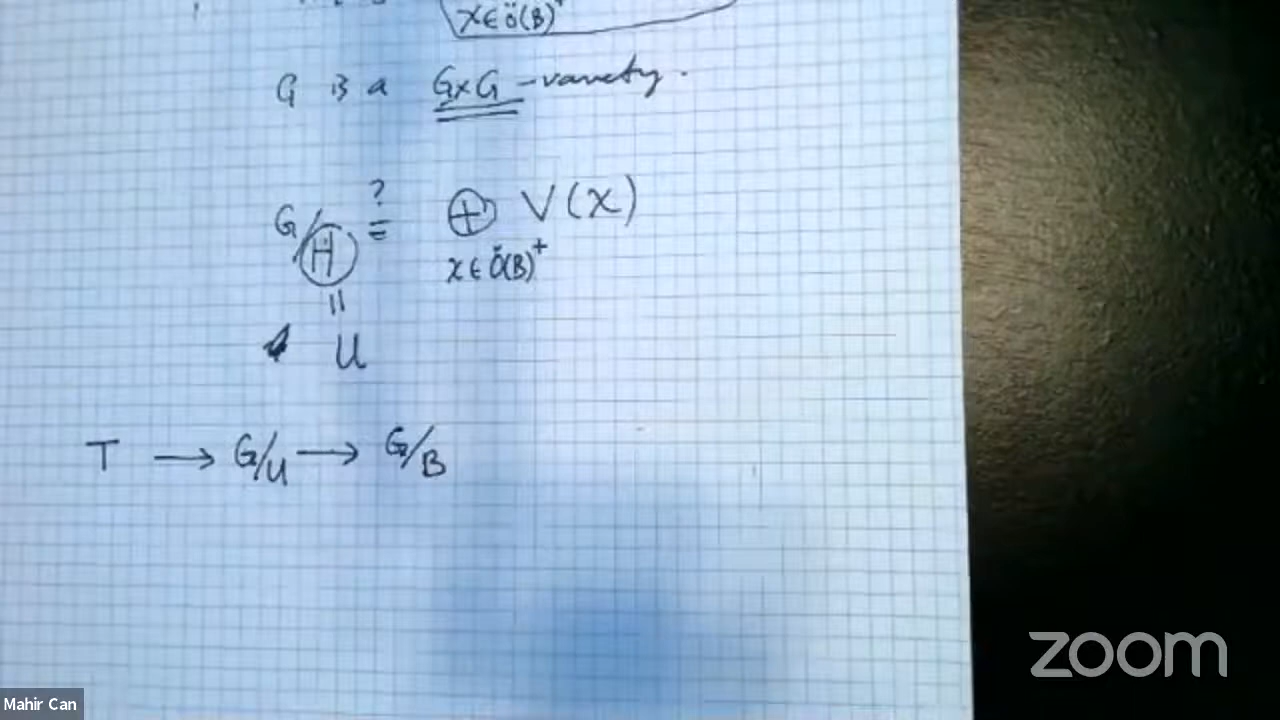 χ∈Ẍ(B)⁺
G is a G×G-variety.
G/H ?= ⊕ V(χ)
χ∈Ẍ(B)⁺
||
U
T → G/U → G/B
zoom
Mahir Can